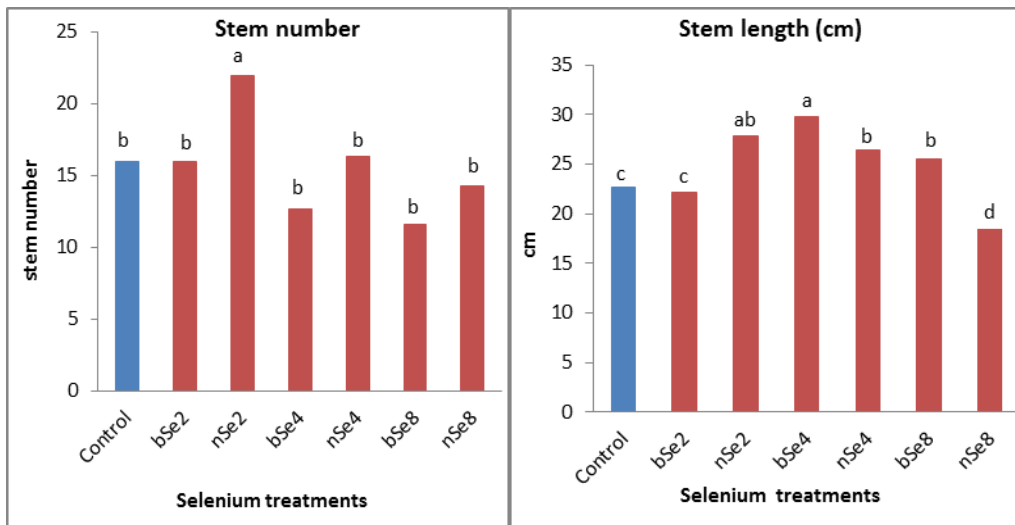 Stem number
25
20
15
10
5
0
stem number
b
b
a
b
b
b
b
Control
bSe2
nSe2
bSe4
nSe4
bSe8
nSe8
Selenium treatments
Stem length (cm)
35
30
25
20
15
10
5
0
cm
c
c
ab
a
b
b
d
Control
bSe2
nSe2
bSe4
nSe4
bSe8
nSe8
Selenium treatments